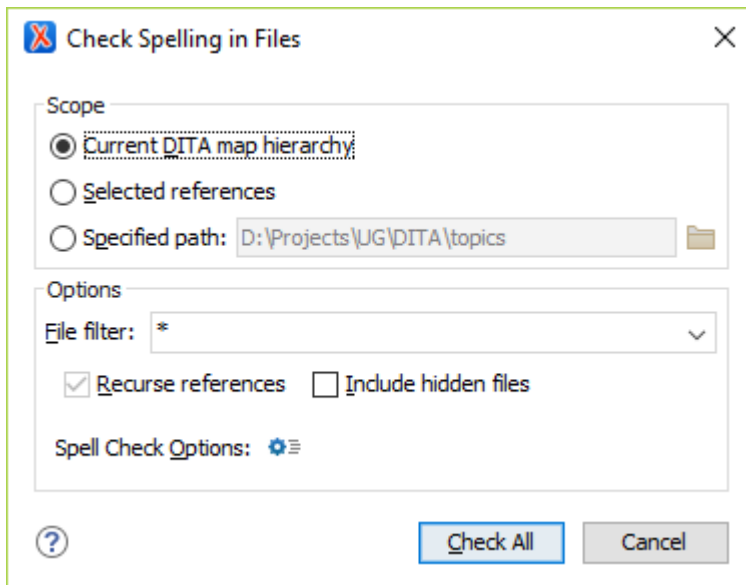 Check Spelling in Files
Scope
Current DITA map hierarchy
Selected references
Specified path: D:\Projects\UG\DITA\topics
Options
File filter: *
Recurse references Include hidden files
Spell Check Options:
?
Check All Cancel